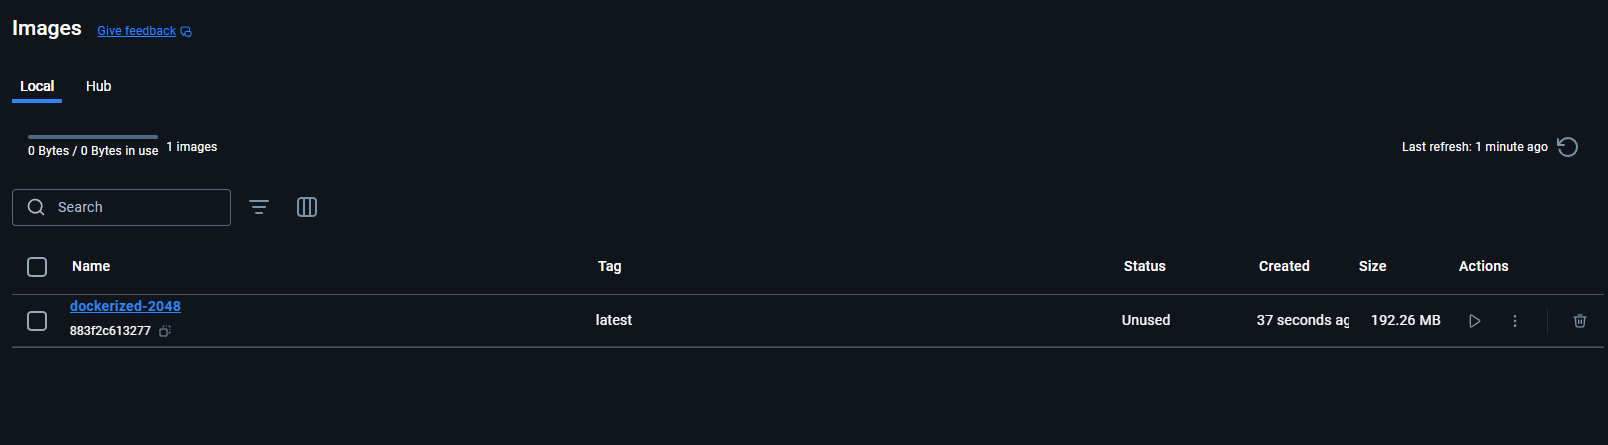 Images Give feedback
Local Hub
0 Bytes / 0 Bytes in use 1 images Last refresh: 1 minute ago
Search
Name Tag Status Created Size Actions
dockerized-2048
883f2c613277 latest Unused 37 seconds ag 192.26 MB